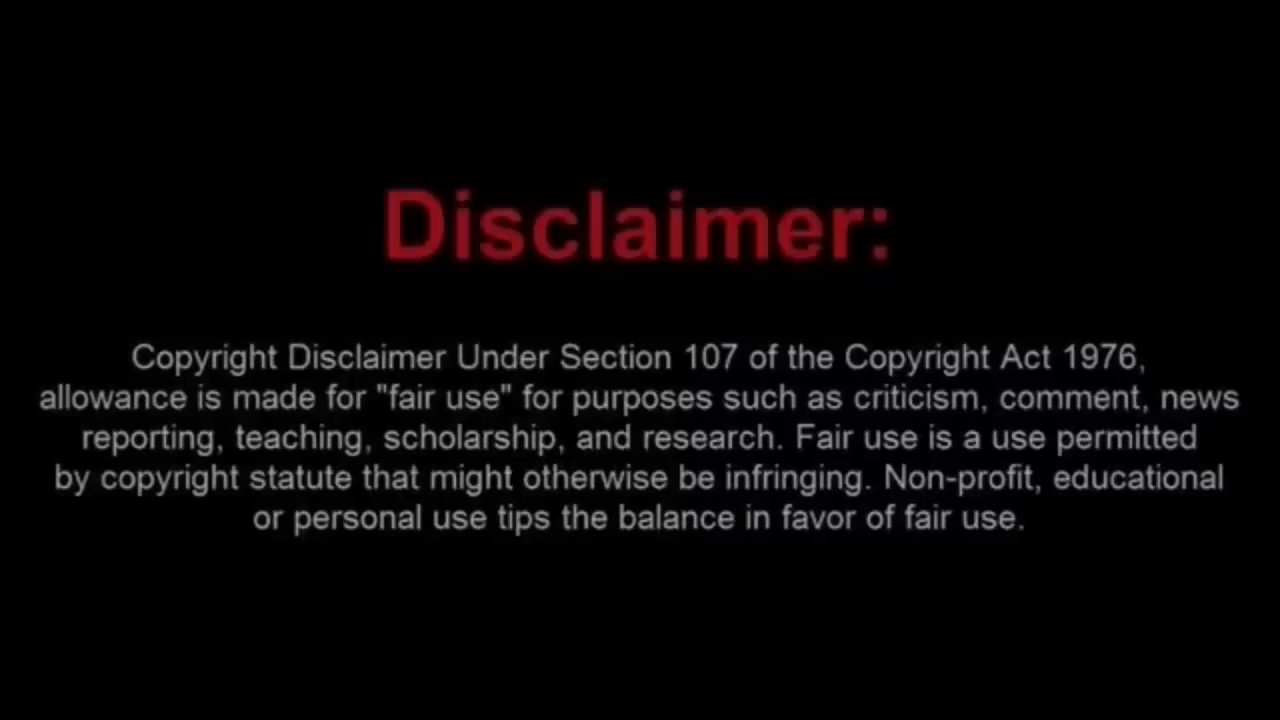 Disclaimer:
Copyright Disclaimer Under Section 107 of the Copyright Act 1976,
allowance is made for "fair use" for purposes such as criticism, comment, news
reporting, teaching, scholarship, and research. Fair use is a use permitted
by copyright statute that might otherwise be infringing. Non-profit, educational
or personal use tips the balance in favor of fair use.